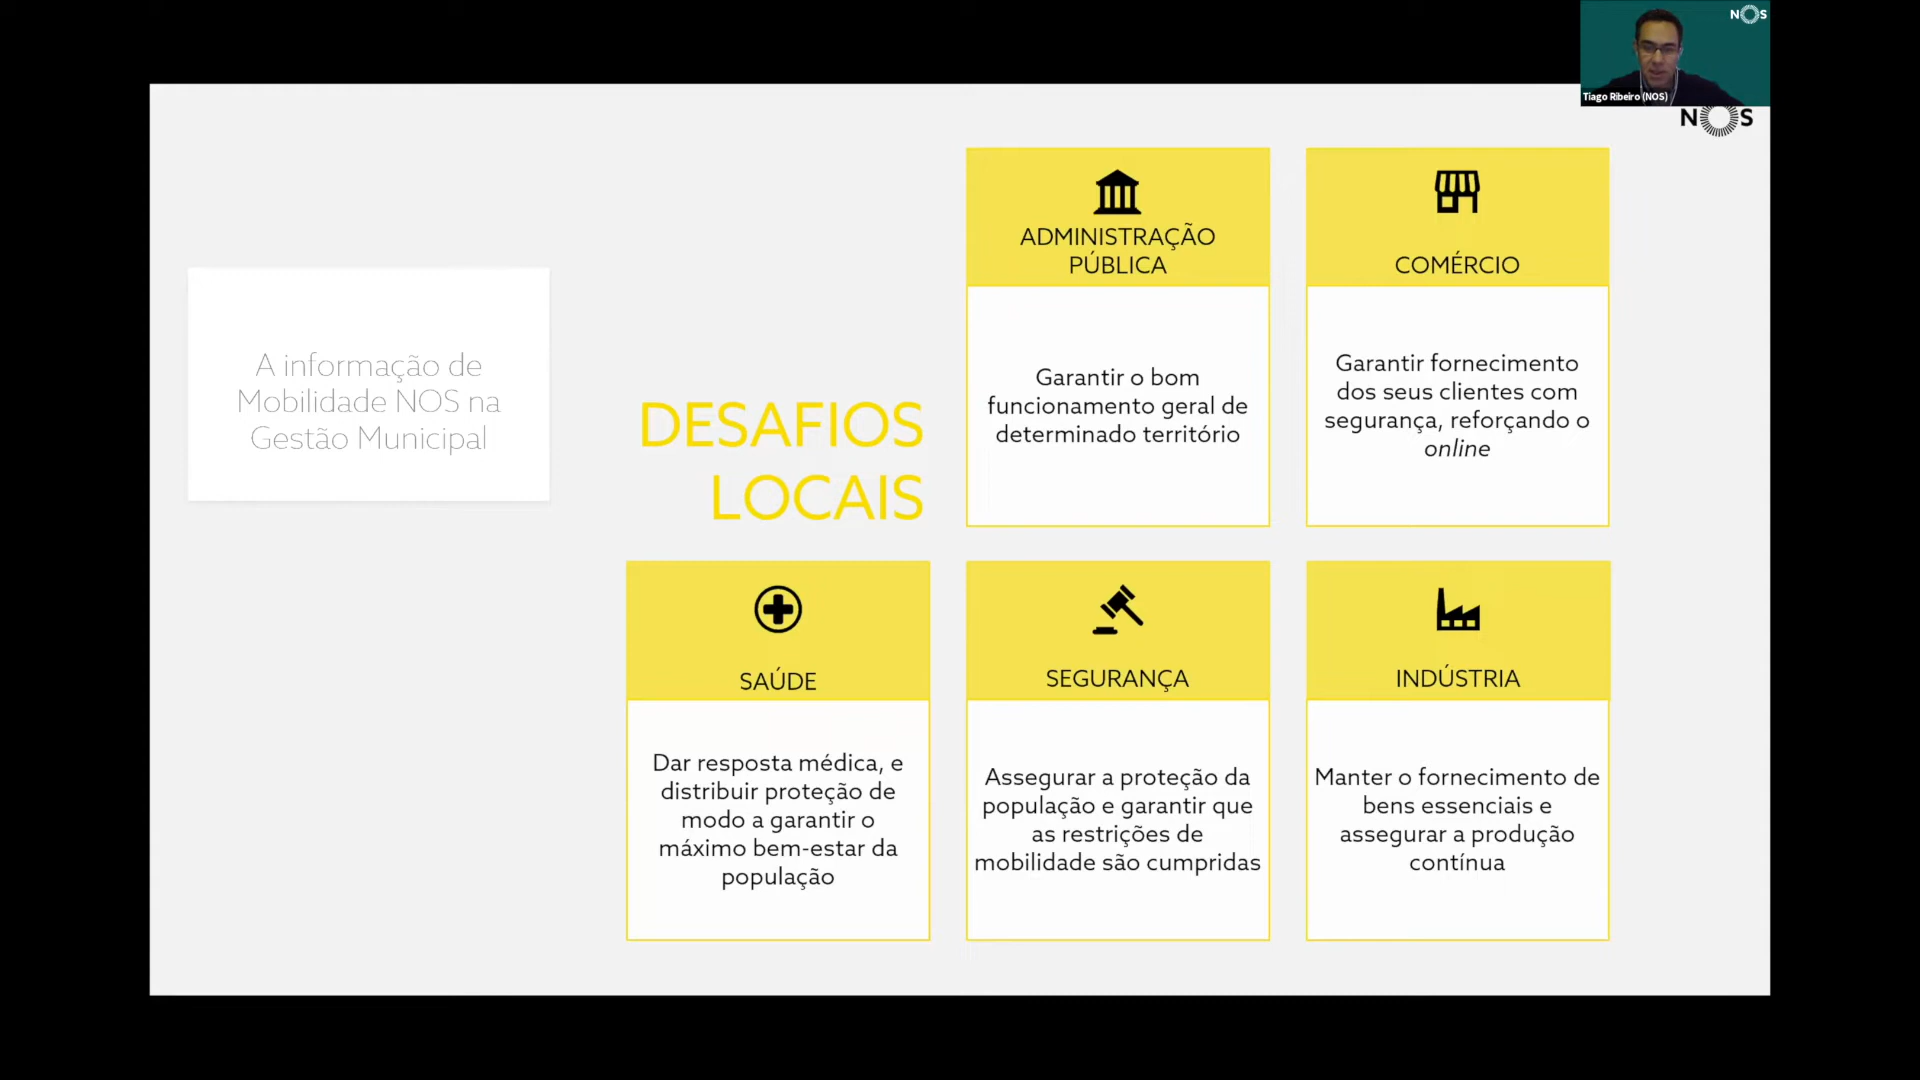 NOS
Tiago Ribeiro (NOS)
NOS
A informação de
Mobilidade NOS na
Gestão Municipal
DESAFIOS
LOCAIS
ADMINISTRAÇÃO
PÚBLICA
Garantir o bom
funcionamento geral de
determinado território
COMÉRCIO
Garantir fornecimento
dos seus clientes com
segurança, reforçando o
online
SAÚDE
Dar resposta médica, e
distribuir proteção de
modo a garantir o
máximo bem-estar da
população
SEGURANÇA
Assegurar a proteção da
população e garantir que
as restrições de
mobilidade são cumpridas
INDÚSTRIA
Manter o fornecimento de
bens essenciais e
assegurar a produção
contínua